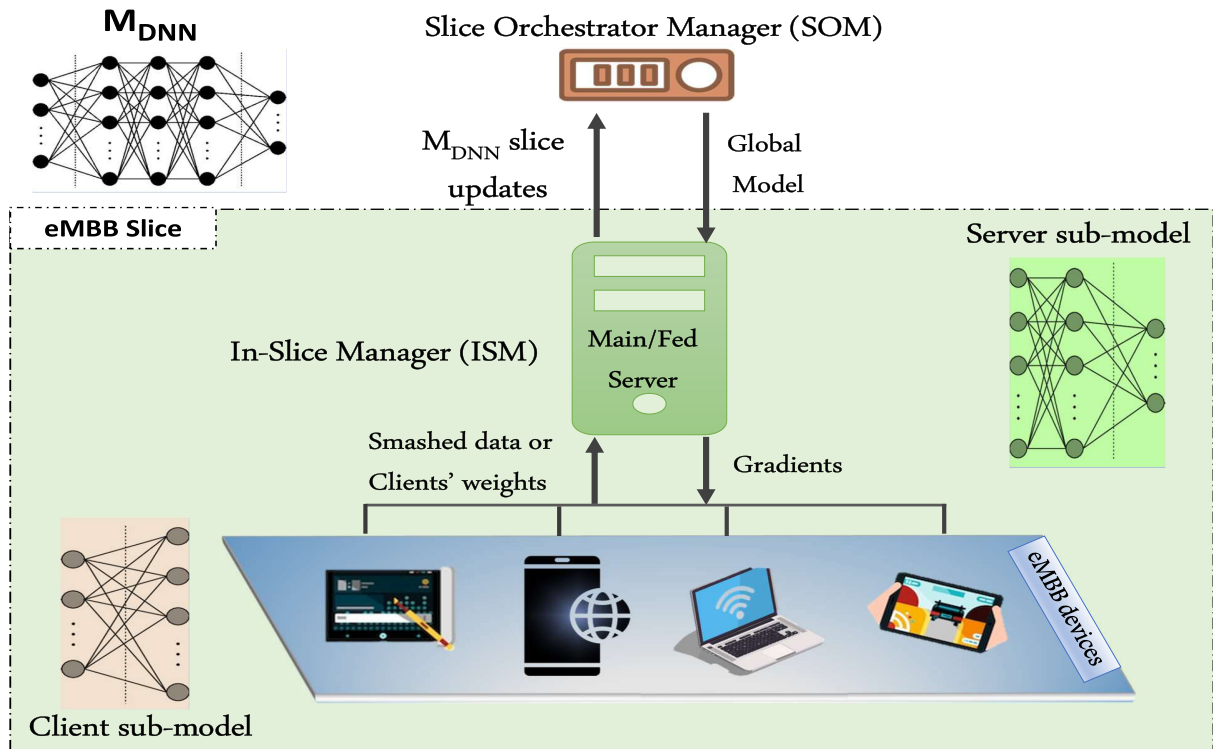 M_DNN
Slice Orchestrator Manager (SOM)
M_DNN slice
updates
Global
Model
eMBB Slice
Server sub-model
In-Slice Manager (ISM)
Main/Fed
Server
Smashed data or
Clients’ weights
Gradients
eMBB devices
Client sub-model